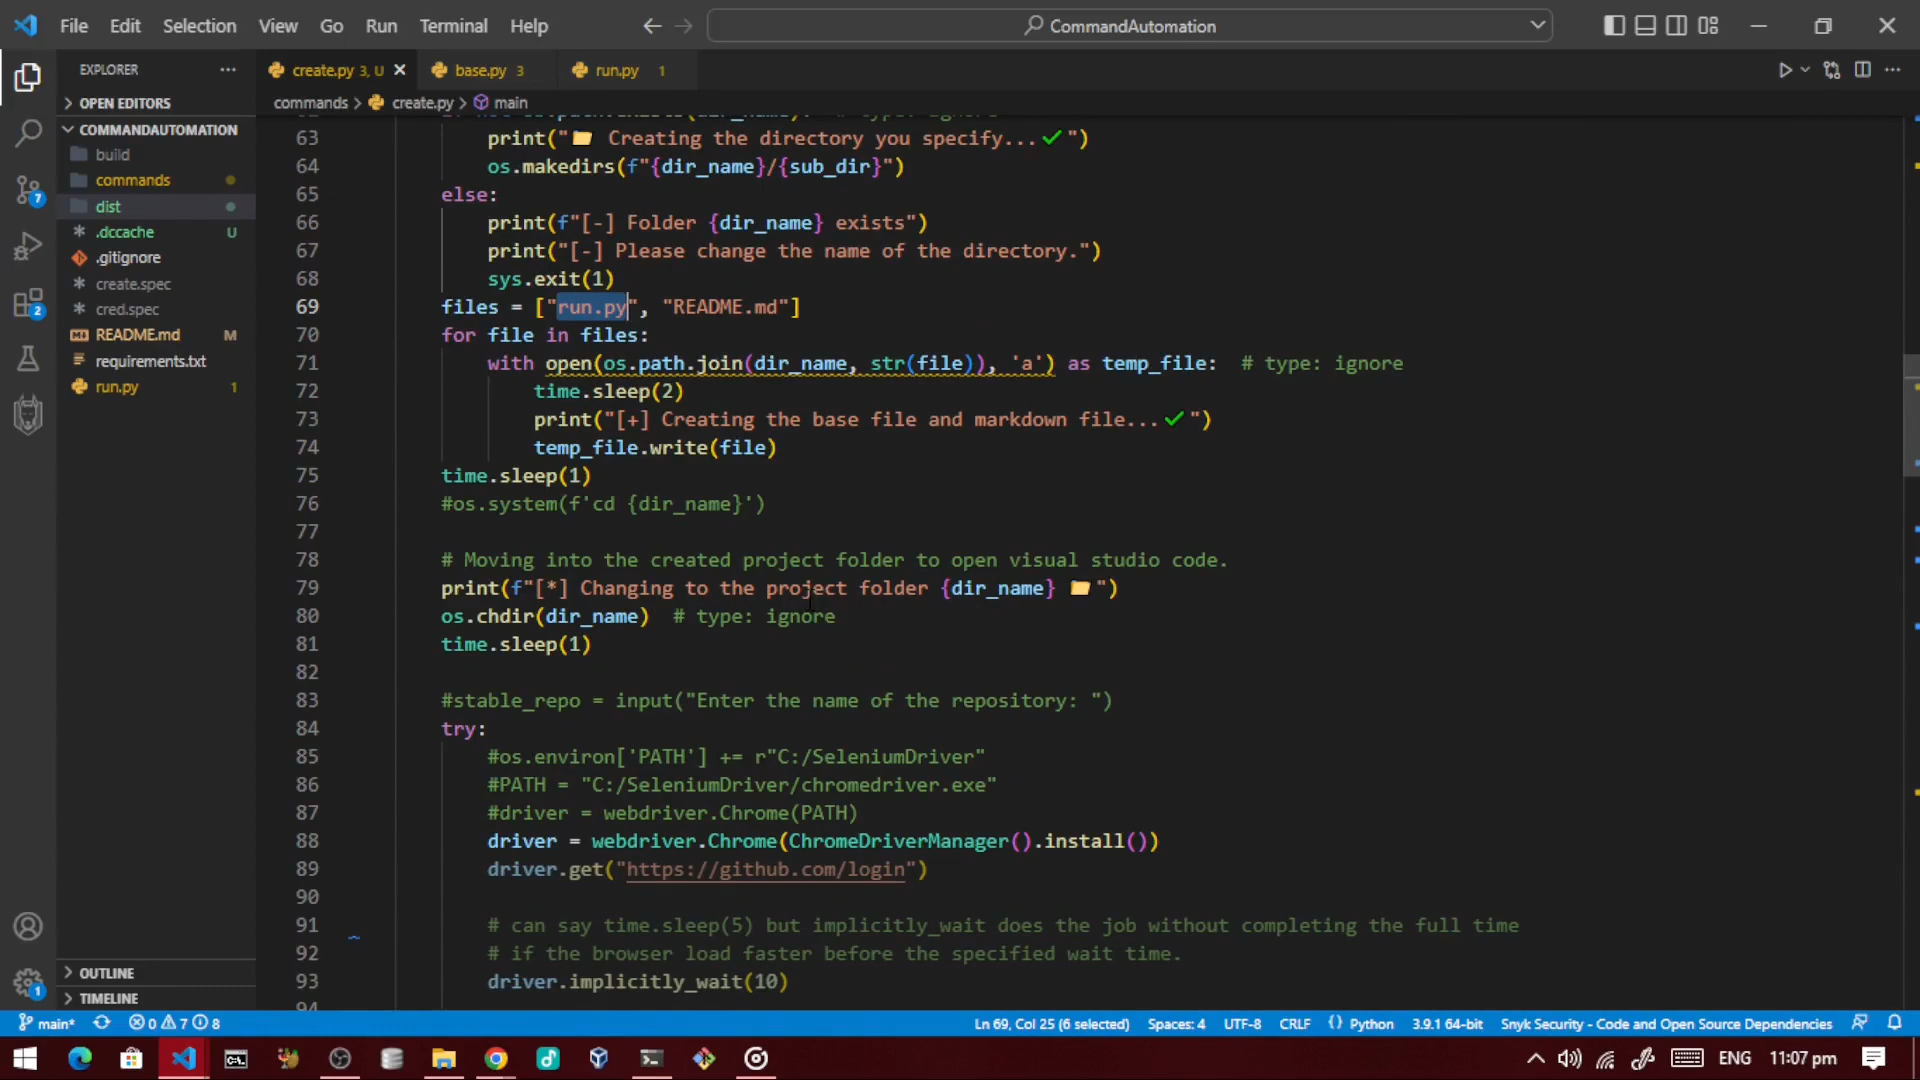 File Edit Selection View Go Run Terminal Help
CommandAutomation
EXPLORER
create.py 3, U
base.py 3
run.py 1
OPEN EDITORS
commands > create.py > main
COMMANDAUTOMATION
build
commands
dist
.dccache U
.gitignore
create.spec
cred.spec
README.md M
requirements.txt
run.py 1
OUTLINE
TIMELINE
7
2
1
63 print("📁 Creating the directory you specify...✔")
64 os.makedirs(f"{dir_name}/{sub_dir}")
65 else:
66 print(f"[-] Folder {dir_name} exists")
67 print("[-] Please change the name of the directory.")
68 sys.exit(1)
69 files = ["run.py", "README.md"]
70 for file in files:
71 with open(os.path.join(dir_name, str(file)), 'a') as temp_file: # type: ignore
72 time.sleep(2)
73 print("[+] Creating the base file and markdown file...✔")
74 temp_file.write(file)
75 time.sleep(1)
76 #os.system(f'cd {dir_name}')
77
78 # Moving into the created project folder to open visual studio code.
79 print(f"[*] Changing to the project folder {dir_name} 📁")
80 os.chdir(dir_name) # type: ignore
81 time.sleep(1)
82
83 #stable_repo = input("Enter the name of the repository: ")
84 try:
85 #os.environ['PATH'] += r"C:/SeleniumDriver"
86 #PATH = "C:/SeleniumDriver/chromedriver.exe"
87 #driver = webdriver.Chrome(PATH)
88 driver = webdriver.Chrome(ChromeDriverManager().install())
89 driver.get("https://github.com/login")
90
91 # can say time.sleep(5) but implicitly_wait does the job without completing the full time
92 # if the browser load faster before the specified wait time.
93 driver.implicitly_wait(10)
94
main* 0 7 8
Ln 69, Col 25 (6 selected) Spaces: 4 UTF-8 CRLF Python 3.9.1 64-bit Snyk Security - Code and Open Source Dependencies
ENG 11:07 pm